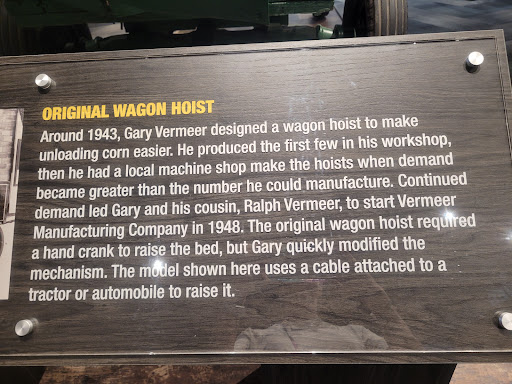 ORIGINAL WAGON HOIST
Around 1943, Gary Vermeer designed a wagon hoist to make
unloading corn easier. He produced the first few in his workshop,
then he had a local machine shop make the hoists when demand
became greater than the number he could manufacture. Continued
demand led Gary and his cousin, Ralph Vermeer, to start Vermeer
Manufacturing Company in 1948. The original wagon hoist required
a hand crank to raise the bed, but Gary quickly modified the
mechanism. The model shown here uses a cable attached to a
tractor or automobile to raise it.